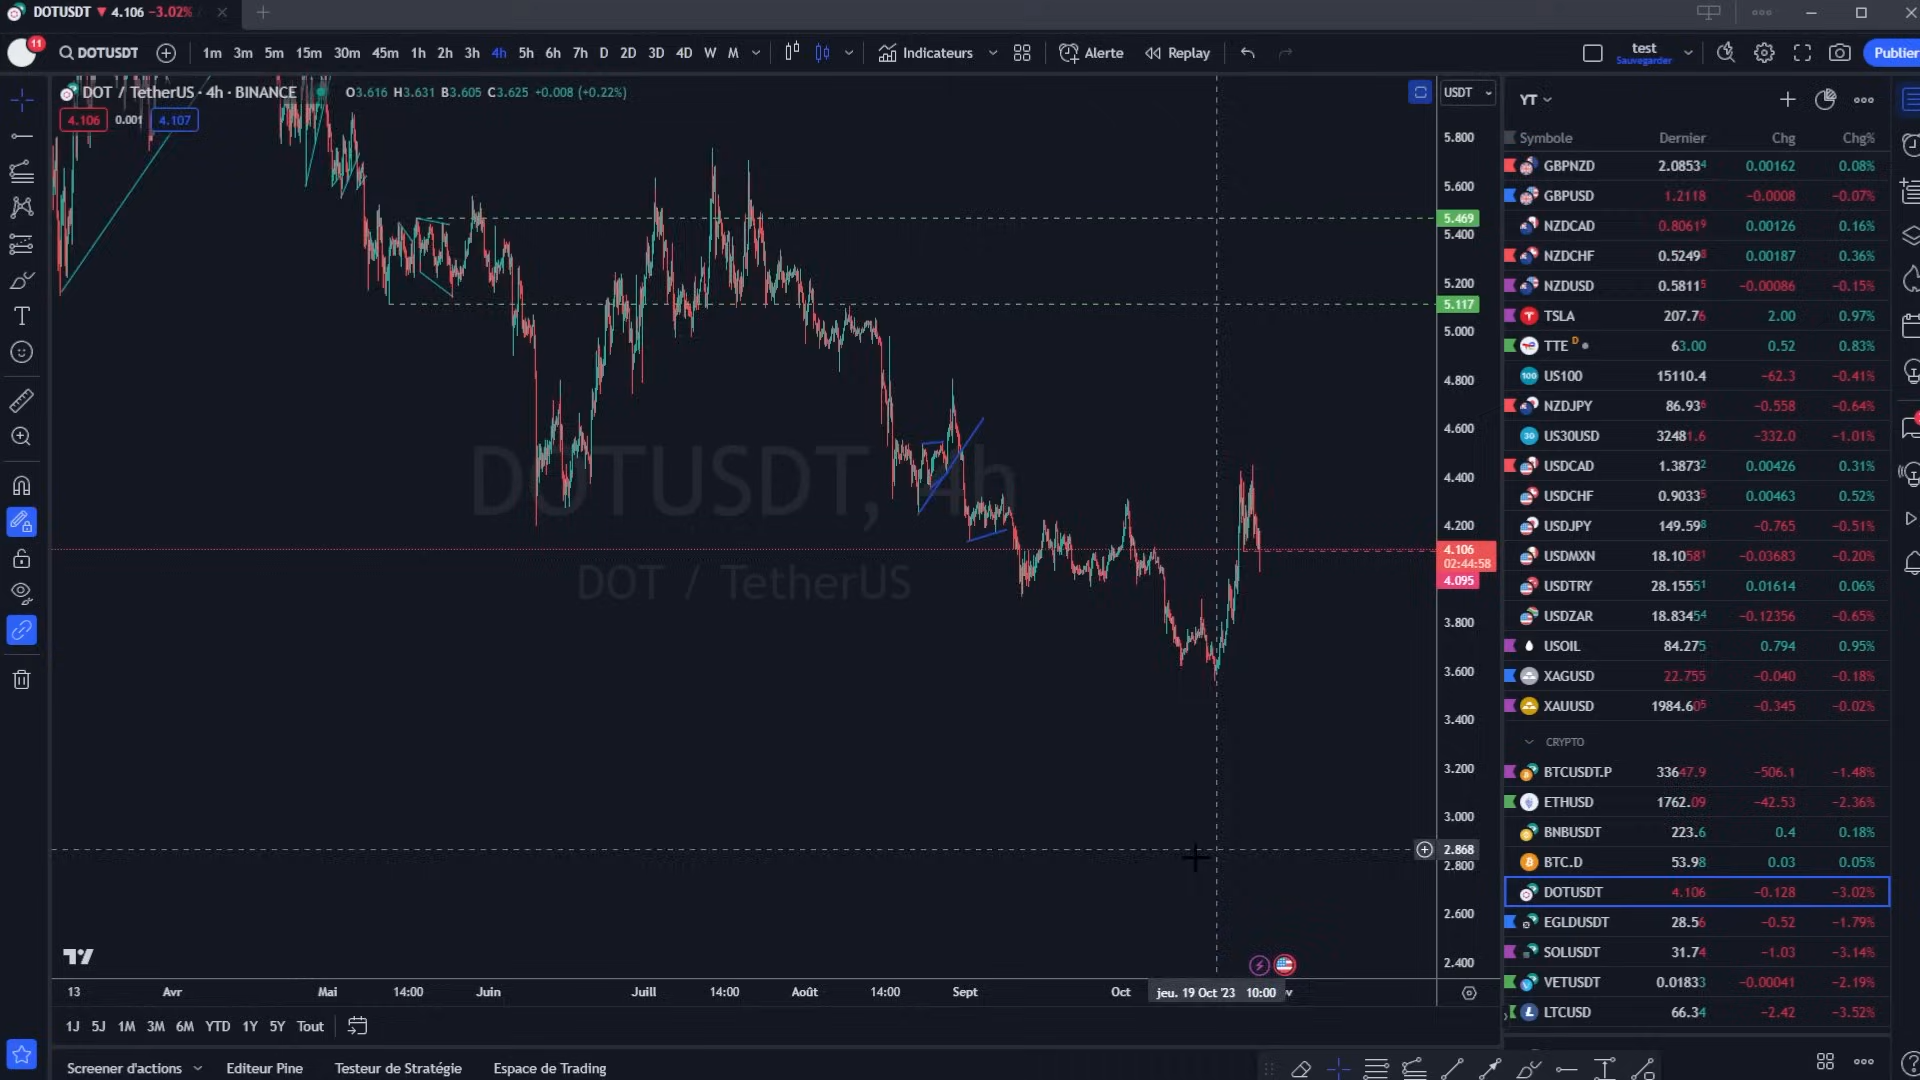 DOTUSDT ▼ 4.106 −3.02%
11
DOTUSDT 1m 3m 5m 15m 30m 45m 1h 2h 3h 4h 5h 6h 7h D 2D 3D 4D W M Indicateurs Alerte Replay
test
Sauvegarder
Publier
DOT / TetherUS · 4h · BINANCE O3.616 H3.631 B3.605 C3.625 +0.008 (+0.22%)
4.106 0.001 4.107
DOTUSDT, 4h
DOT / TetherUS
USDT
5.800
5.600
5.469
5.400
5.200
5.117
5.000
4.800
4.600
4.400
4.200
4.106
02:44:58
4.095
3.800
3.600
3.400
3.200
3.000
2.868
2.800
2.600
2.400
13 Avr Mai 14:00 Juin Juill 14:00 Août 14:00 Sept Oct jeu. 19 Oct '23 10:00 v
1J 5J 1M 3M 6M YTD 1Y 5Y Tout
Screener d'actions Editeur Pine Testeur de Stratégie Espace de Trading
YT
Symbole Dernier Chg Chg%
GBPNZD 2.08534 0.00162 0.08%
GBPUSD 1.2118 −0.0008 −0.07%
NZDCAD 0.80619 0.00126 0.16%
NZDCHF 0.52498 0.00187 0.36%
NZDUSD 0.58115 −0.00086 −0.15%
TSLA 207.76 2.00 0.97%
TTE D 63.00 0.52 0.83%
100 US100 15110.4 −62.3 −0.41%
NZDJPY 86.936 −0.558 −0.64%
30 US30USD 32481.6 −332.0 −1.01%
USDCAD 1.38732 0.00426 0.31%
USDCHF 0.90335 0.00463 0.52%
USDJPY 149.598 −0.765 −0.51%
USDMXN 18.10581 −0.03683 −0.20%
USDTRY 28.15551 0.01614 0.06%
USDZAR 18.83454 −0.12356 −0.65%
USOIL 84.275 0.794 0.95%
XAGUSD 22.755 −0.040 −0.18%
XAUUSD 1984.605 −0.345 −0.02%
CRYPTO
BTCUSDT.P 33647.9 −506.1 −1.48%
ETHUSD 1762.09 −42.53 −2.36%
BNBUSDT 223.6 0.4 0.18%
BTC.D 53.98 0.03 0.05%
DOTUSDT 4.106 −0.128 −3.02%
EGLDUSDT 28.56 −0.52 −1.79%
SOLUSDT 31.74 −1.03 −3.14%
VETUSDT 0.01833 −0.00041 −2.19%
LTCUSD 66.34 −2.42 −3.52%